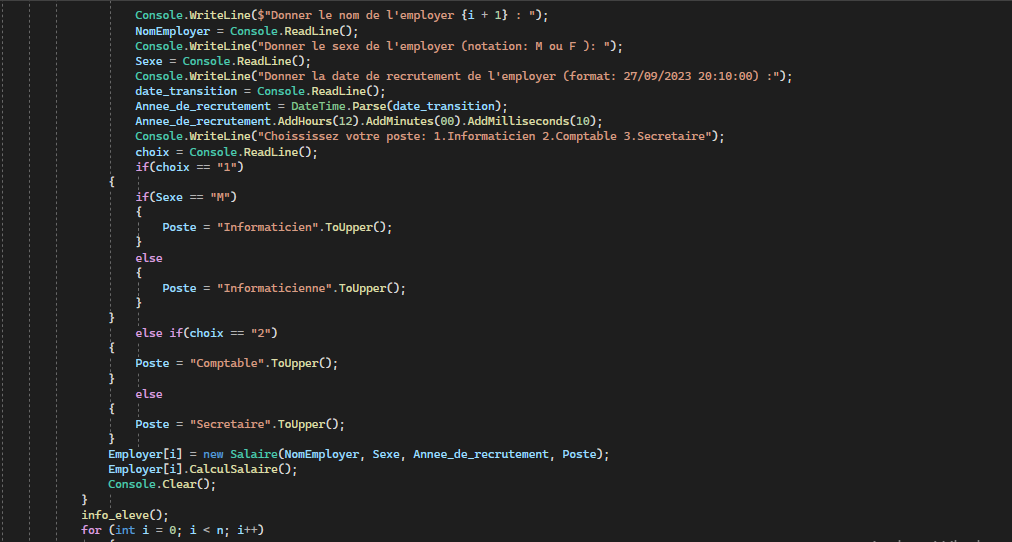 Console.WriteLine($"Donner le nom de l'employer {i + 1} : ");
NomEmployer = Console.ReadLine();
Console.WriteLine("Donner le sexe de l'employer (notation: M ou F ): ");
Sexe = Console.ReadLine();
Console.WriteLine("Donner la date de recrutement de l'employer (format: 27/09/2023 20:10:00) :");
date_transition = Console.ReadLine();
Annee_de_recrutement = DateTime.Parse(date_transition);
Annee_de_recrutement.AddHours(12).AddMinutes(00).AddMilliseconds(10);
Console.WriteLine("Choississez votre poste: 1.Informaticien 2.Comptable 3.Secretaire");
choix = Console.ReadLine();
if(choix == "1")
{
if(Sexe == "M")
{
Poste = "Informaticien".ToUpper();
}
else
{
Poste = "Informaticienne".ToUpper();
}
}
else if(choix == "2")
{
Poste = "Comptable".ToUpper();
}
else
{
Poste = "Secretaire".ToUpper();
}
Employer[i] = new Salaire(NomEmployer, Sexe, Annee_de_recrutement, Poste);
Employer[i].CalculSalaire();
Console.Clear();
}
info_eleve();
for (int i = 0; i < n; i++)